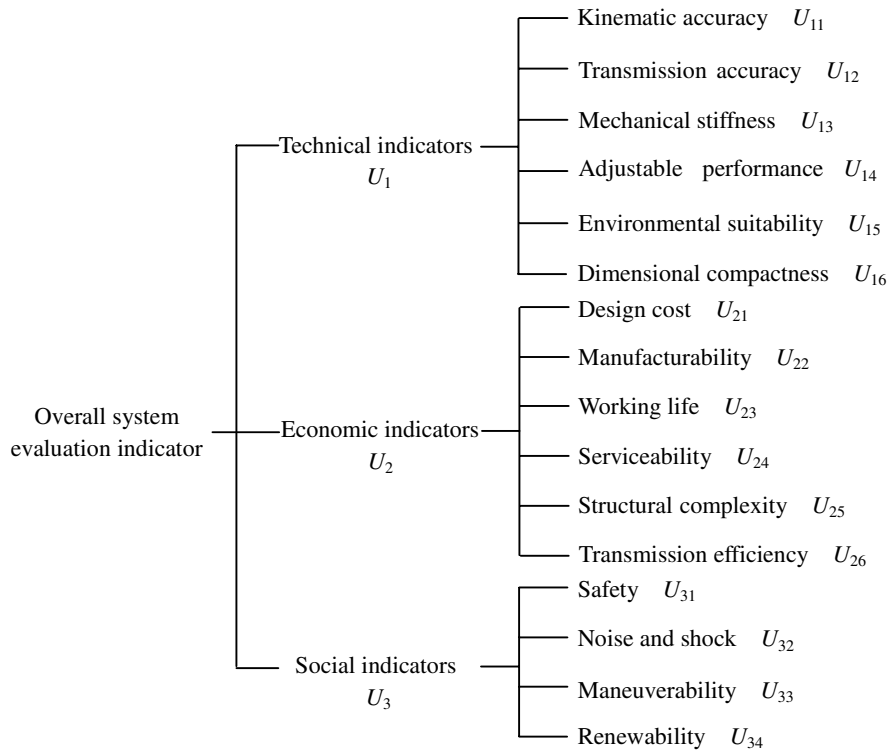 Overall system
evaluation indicator
Technical indicators
U₁
Kinematic accuracy U₁₁
Transmission accuracy U₁₂
Mechanical stiffness U₁₃
Adjustable performance U₁₄
Environmental suitability U₁₅
Dimensional compactness U₁₆
Economic indicators
U₂
Design cost U₂₁
Manufacturability U₂₂
Working life U₂₃
Serviceability U₂₄
Structural complexity U₂₅
Transmission efficiency U₂₆
Social indicators
U₃
Safety U₃₁
Noise and shock U₃₂
Maneuverability U₃₃
Renewability U₃₄